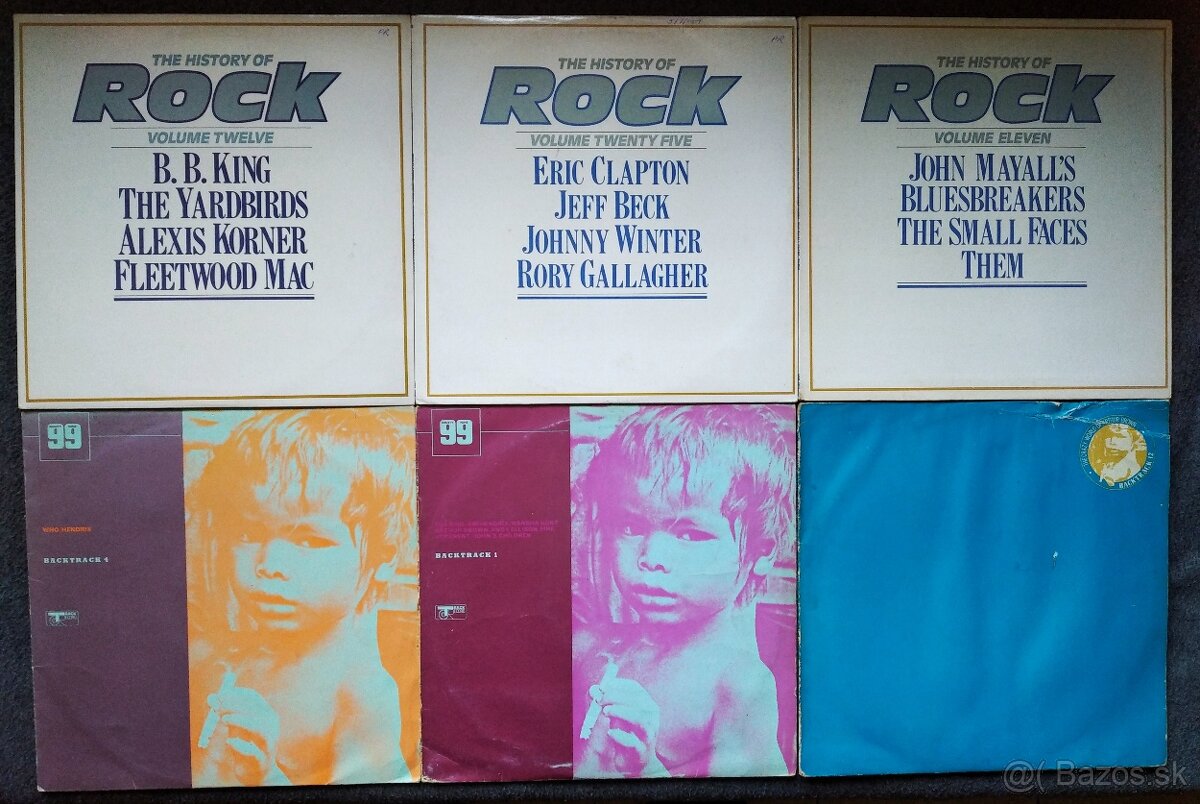 THE HISTORY OF
ROCK
VOLUME TWELVE
B. B. KING
THE YARDBIRDS
ALEXIS KORNER
FLEETWOOD MAC
THE HISTORY OF
ROCK
VOLUME TWENTY FIVE
ERIC CLAPTON
JEFF BECK
JOHNNY WINTER
RORY GALLAGHER
THE HISTORY OF
ROCK
VOLUME ELEVEN
JOHN MAYALL'S
BLUESBREAKERS
THE SMALL FACES
THEM
99
WHO/HENDRIX
BACKTRACK 4
99
BACKTRACK 1
BACKTRACK 12
@( Bazos.sk